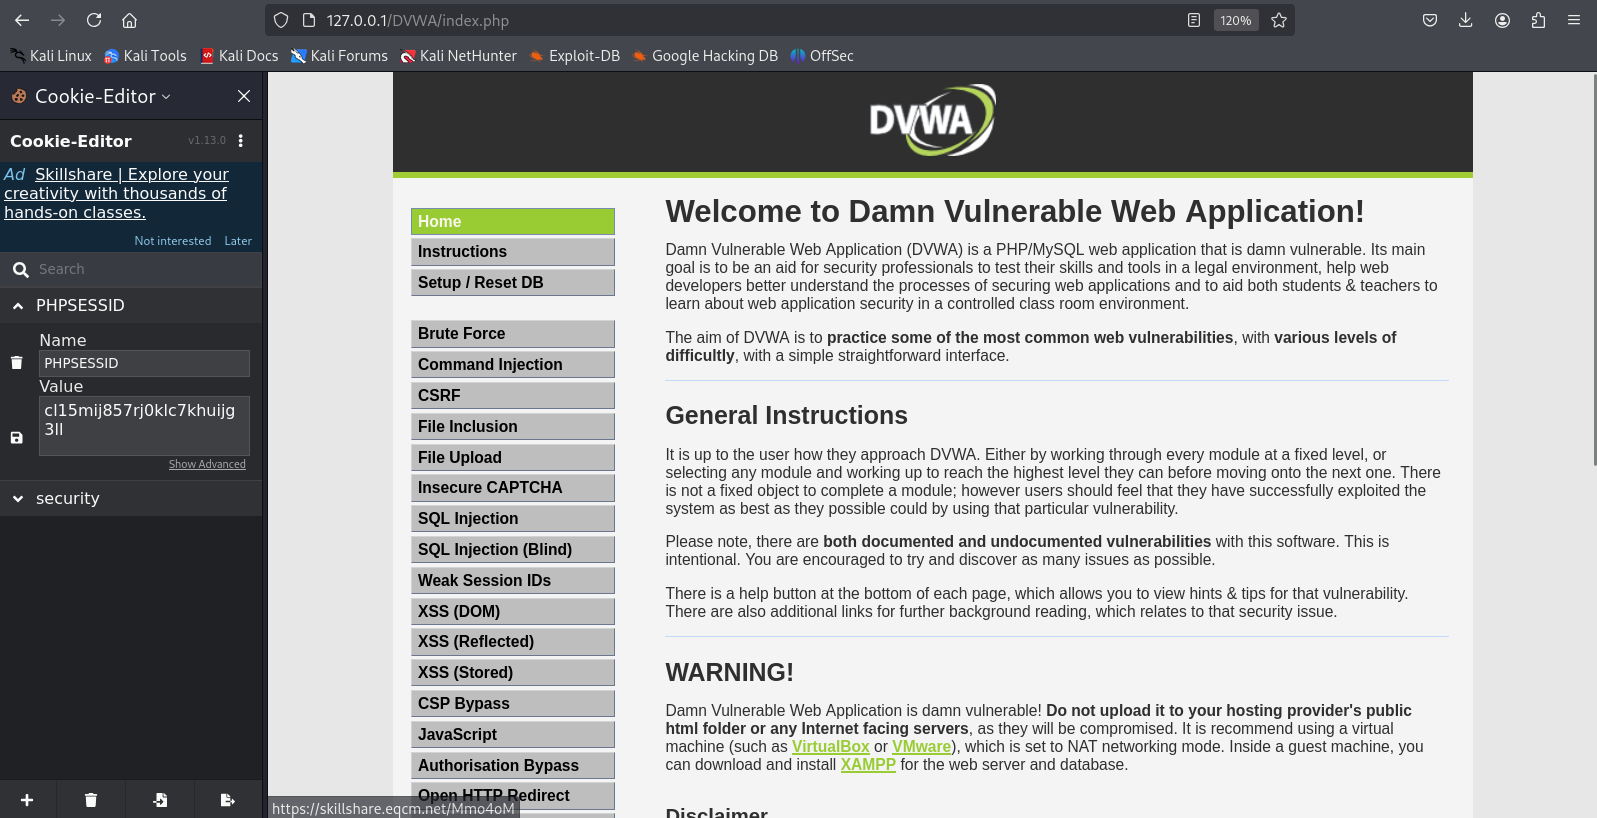 127.0.0.1/DVWA/index.php
120%
Kali Linux Kali Tools Kali Docs Kali Forums Kali NetHunter Exploit-DB Google Hacking DB OffSec
Cookie-Editor
Cookie-Editor v1.13.0
Ad Skillshare | Explore your
creativity with thousands of
hands-on classes.
Not interested Later
Search
PHPSESSID
Name
PHPSESSID
Value
cl15mij857rj0klc7khuijg
3ll
Show Advanced
security
DVWA
Home
Instructions
Setup / Reset DB
Brute Force
Command Injection
CSRF
File Inclusion
File Upload
Insecure CAPTCHA
SQL Injection
SQL Injection (Blind)
Weak Session IDs
XSS (DOM)
XSS (Reflected)
XSS (Stored)
CSP Bypass
JavaScript
Authorisation Bypass
Open HTTP Redirect
Welcome to Damn Vulnerable Web Application!
Damn Vulnerable Web Application (DVWA) is a PHP/MySQL web application that is damn vulnerable. Its main
goal is to be an aid for security professionals to test their skills and tools in a legal environment, help web
developers better understand the processes of securing web applications and to aid both students & teachers to
learn about web application security in a controlled class room environment.
The aim of DVWA is to practice some of the most common web vulnerabilities, with various levels of
difficultly, with a simple straightforward interface.
General Instructions
It is up to the user how they approach DVWA. Either by working through every module at a fixed level, or
selecting any module and working up to reach the highest level they can before moving onto the next one. There
is not a fixed object to complete a module; however users should feel that they have successfully exploited the
system as best as they possible could by using that particular vulnerability.
Please note, there are both documented and undocumented vulnerabilities with this software. This is
intentional. You are encouraged to try and discover as many issues as possible.
There is a help button at the bottom of each page, which allows you to view hints & tips for that vulnerability.
There are also additional links for further background reading, which relates to that security issue.
WARNING!
Damn Vulnerable Web Application is damn vulnerable! Do not upload it to your hosting provider's public
html folder or any Internet facing servers, as they will be compromised. It is recommend using a virtual
machine (such as VirtualBox or VMware), which is set to NAT networking mode. Inside a guest machine, you
can download and install XAMPP for the web server and database.
Disclaimer
https://skillshare.eqcm.net/Mmo4oM